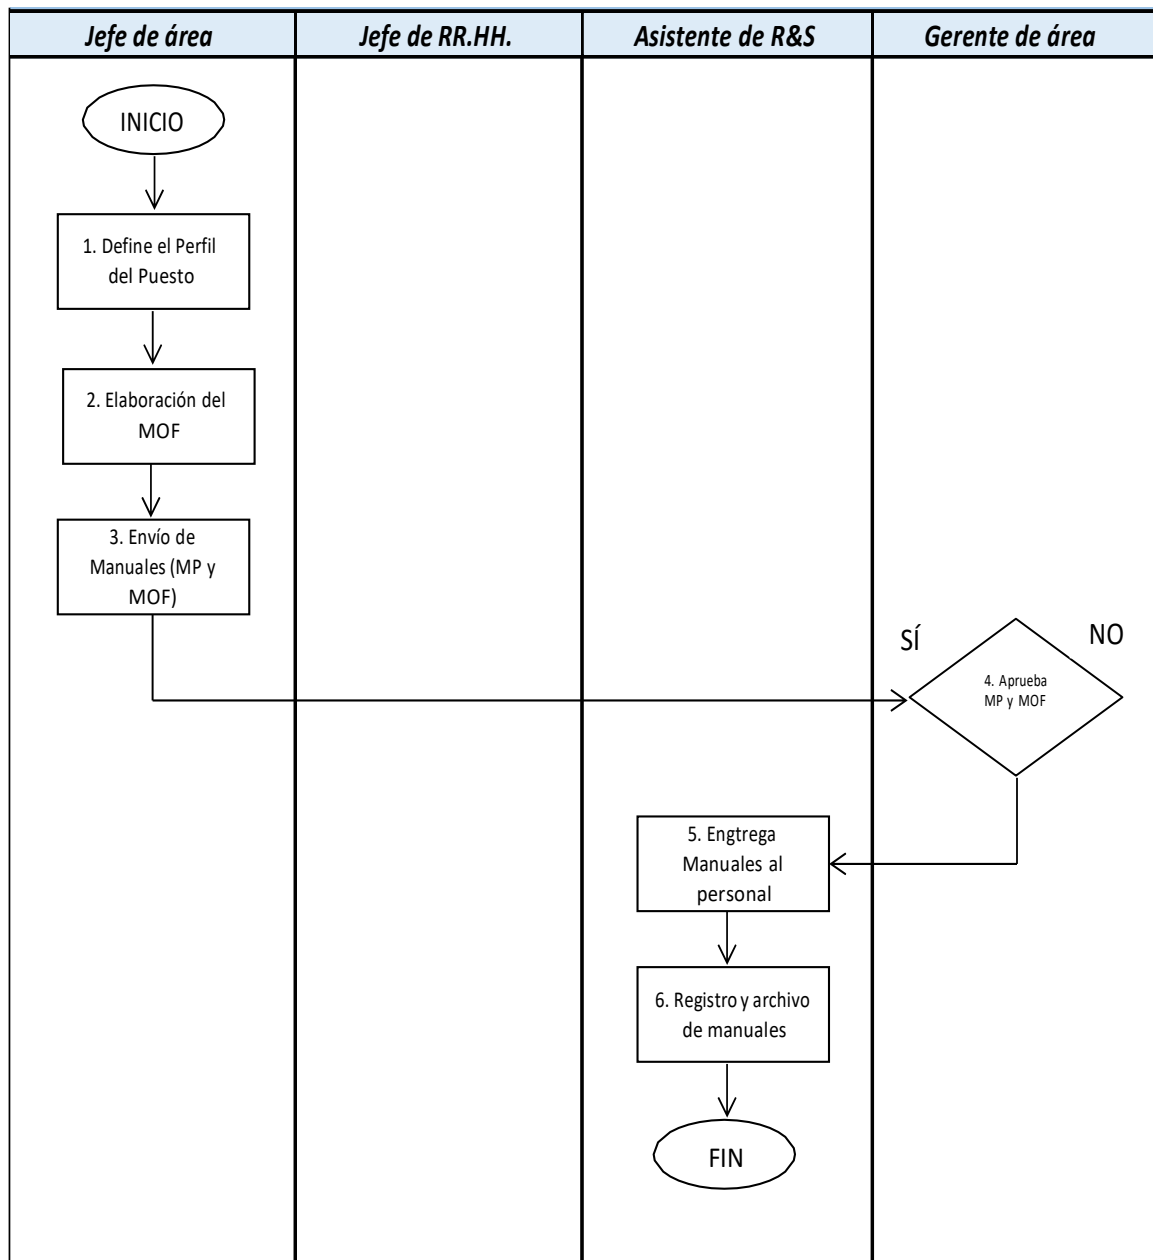 Jefe de área
Jefe de RR.HH.
Asistente de R&S
Gerente de área
INICIO
1. Define el Perfil
del Puesto
2. Elaboración del
MOF
3. Envío de
Manuales (MP y
MOF)
SÍ
NO
4. Aprueba
MP y MOF
5. Engtrega
Manuales al
personal
6. Registro y archivo
de manuales
FIN